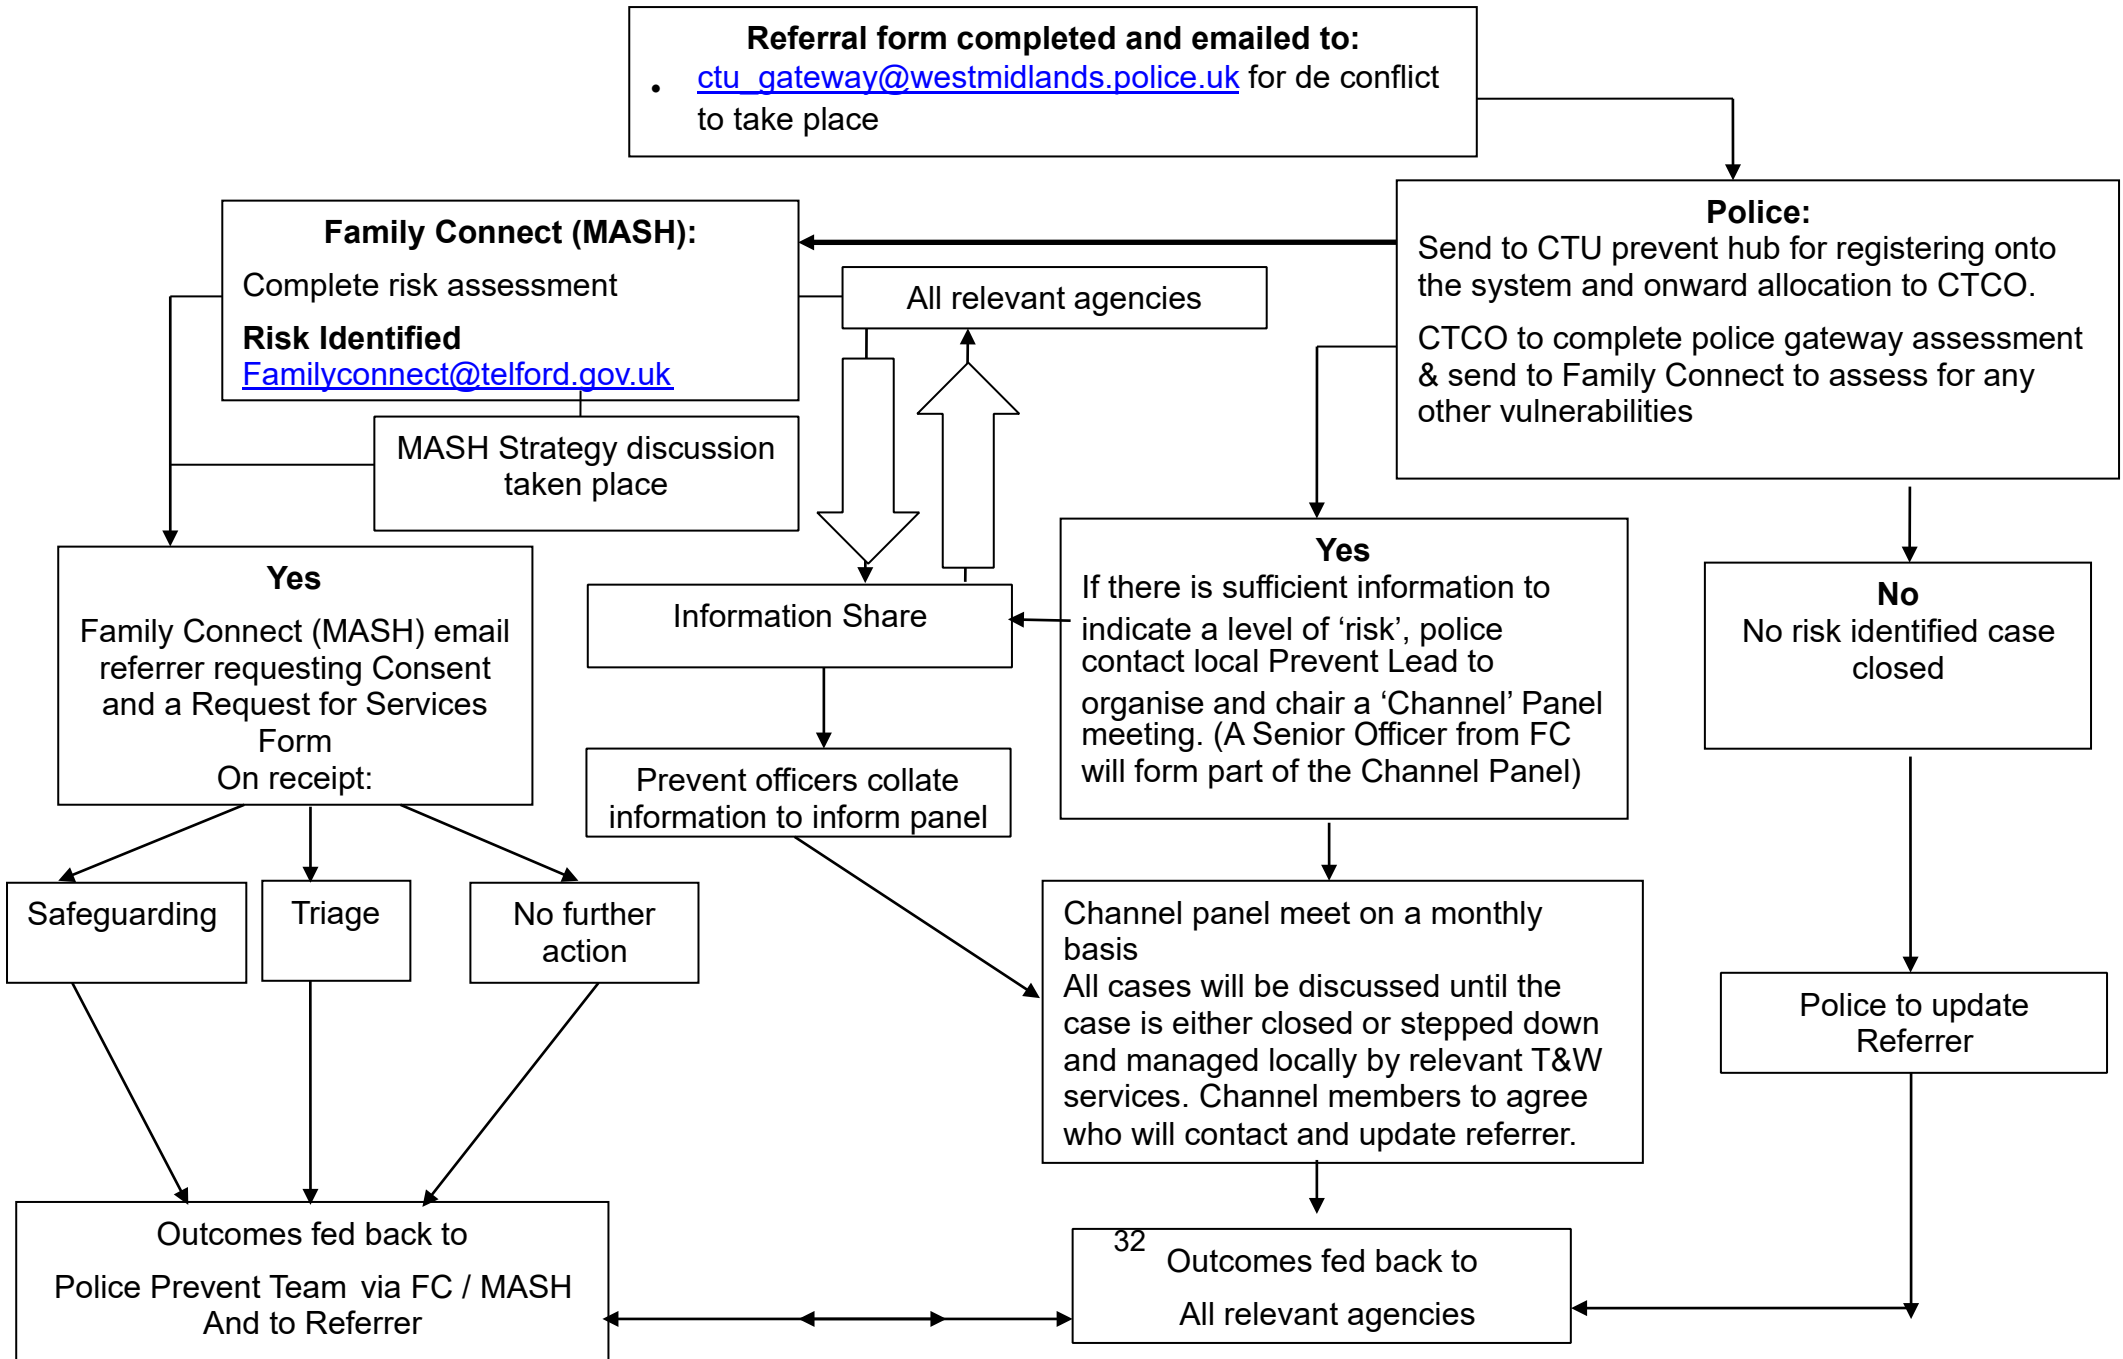 Referral form completed and emailed to:
• ctu_gateway@westmidlands.police.uk for de conflict
to take place
Police:
Send to CTU prevent hub for registering onto
the system and onward allocation to CTCO.
CTCO to complete police gateway assessment
& send to Family Connect to assess for any
other vulnerabilities
Family Connect (MASH):
Complete risk assessment
Risk Identified
Familyconnect@telford.gov.uk
All relevant agencies
MASH Strategy discussion
taken place
Yes
Family Connect (MASH) email
referrer requesting Consent
and a Request for Services
Form
On receipt:
Information Share
Yes
If there is sufficient information to
indicate a level of ‘risk’, police
contact local Prevent Lead to
organise and chair a ‘Channel’ Panel
meeting. (A Senior Officer from FC
will form part of the Channel Panel)
No
No risk identified case
closed
Prevent officers collate
information to inform panel
Safeguarding
Triage
No further
action
Channel panel meet on a monthly
basis
All cases will be discussed until the
case is either closed or stepped down
and managed locally by relevant T&W
services. Channel members to agree
who will contact and update referrer.
Police to update
Referrer
Outcomes fed back to
Police Prevent Team via FC / MASH
And to Referrer
32
Outcomes fed back to
All relevant agencies